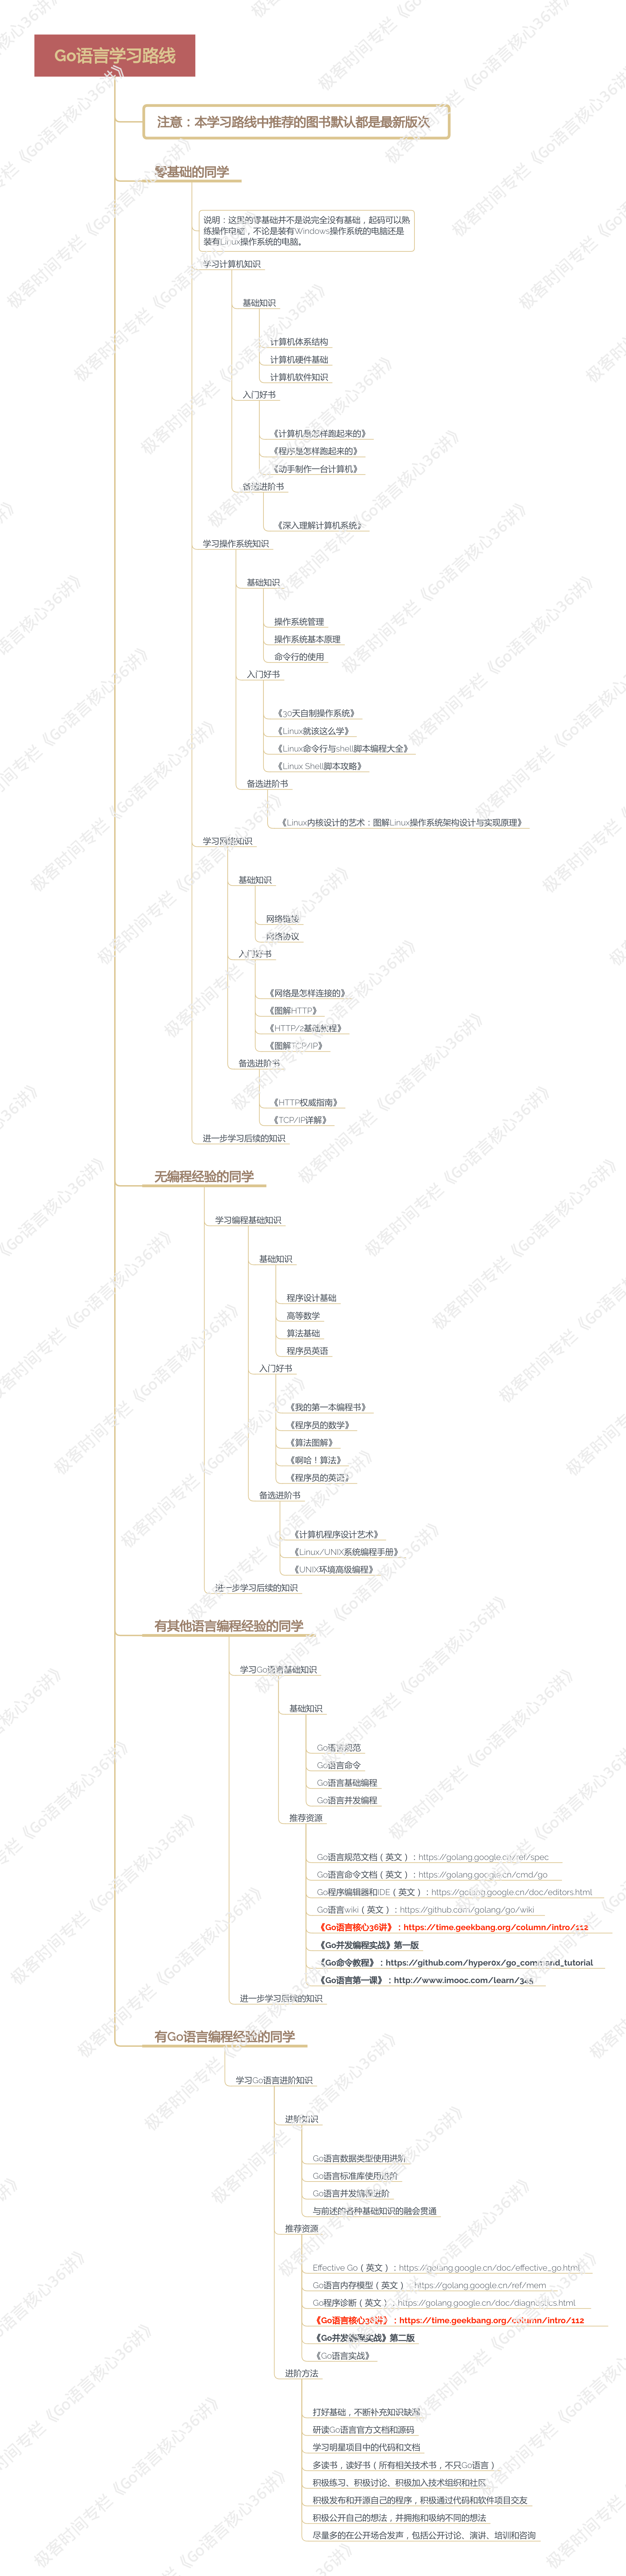 Go语言学习路线
注意：本学习路线中推荐的图书默认都是最新版次
零基础的同学
说明：这里的零基础并不是说完全没有基础，起码可以熟
练操作电脑，不论是装有Windows操作系统的电脑还是
装有Linux操作系统的电脑。
学习计算机知识
基础知识
计算机体系结构
计算机硬件基础
计算机软件知识
入门好书
《计算机是怎样跑起来的》
《程序是怎样跑起来的》
《动手制作一台计算机》
备选进阶书
《深入理解计算机系统》
学习操作系统知识
基础知识
操作系统管理
操作系统基本原理
命令行的使用
入门好书
《30天自制操作系统》
《Linux就该这么学》
《Linux命令行与shell脚本编程大全》
《Linux Shell脚本攻略》
备选进阶书
《Linux内核设计的艺术：图解Linux操作系统架构设计与实现原理》
学习网络知识
基础知识
网络链接
网络协议
入门好书
《网络是怎样连接的》
《图解HTTP》
《HTTP/2基础教程》
《图解TCP/IP》
备选进阶书
《HTTP权威指南》
《TCP/IP详解》
进一步学习后续的知识
无编程经验的同学
学习编程基础知识
基础知识
程序设计基础
高等数学
算法基础
程序员英语
入门好书
《我的第一本编程书》
《程序员的数学》
《算法图解》
《啊哈！算法》
《程序员的英语》
备选进阶书
《计算机程序设计艺术》
《Linux/UNIX系统编程手册》
《UNIX环境高级编程》
进一步学习后续的知识
有其他语言编程经验的同学
学习Go语言基础知识
基础知识
Go语言规范
Go语言命令
Go语言基础编程
Go语言并发编程
推荐资源
Go语言规范文档（英文）：https://golang.google.cn/ref/spec
Go语言命令文档（英文）：https://golang.google.cn/cmd/go
Go程序编辑器和IDE（英文）：https://golang.google.cn/doc/editors.html
Go语言wiki（英文）：https://github.com/golang/go/wiki
《Go语言核心36讲》：https://time.geekbang.org/column/intro/112
《Go并发编程实战》第一版
《Go命令教程》：https://github.com/hyper0x/go_command_tutorial
《Go语言第一课》：http://www.imooc.com/learn/345
进一步学习后续的知识
有Go语言编程经验的同学
学习Go语言进阶知识
进阶知识
Go语言数据类型使用进阶
Go语言标准库使用进阶
Go语言并发编程进阶
与前述的各种基础知识的融会贯通
推荐资源
Effective Go（英文）：https://golang.google.cn/doc/effective_go.html
Go语言内存模型（英文）：https://golang.google.cn/ref/mem
Go程序诊断（英文）：https://golang.google.cn/doc/diagnostics.html
《Go语言核心36讲》：https://time.geekbang.org/column/intro/112
《Go并发编程实战》第二版
《Go语言实战》
进阶方法
打好基础，不断补充知识缺漏
研读Go语言官方文档和源码
学习明星项目中的代码和文档
多读书，读好书（所有相关技术书，不只Go语言）
积极练习、积极讨论、积极加入技术组织和社区
积极发布和开源自己的程序，积极通过代码和软件项目交友
积极公开自己的想法，并拥抱和吸纳不同的想法
尽量多的在公开场合发声，包括公开讨论、演讲、培训和咨询
极客时间专栏《Go语言核心36讲》